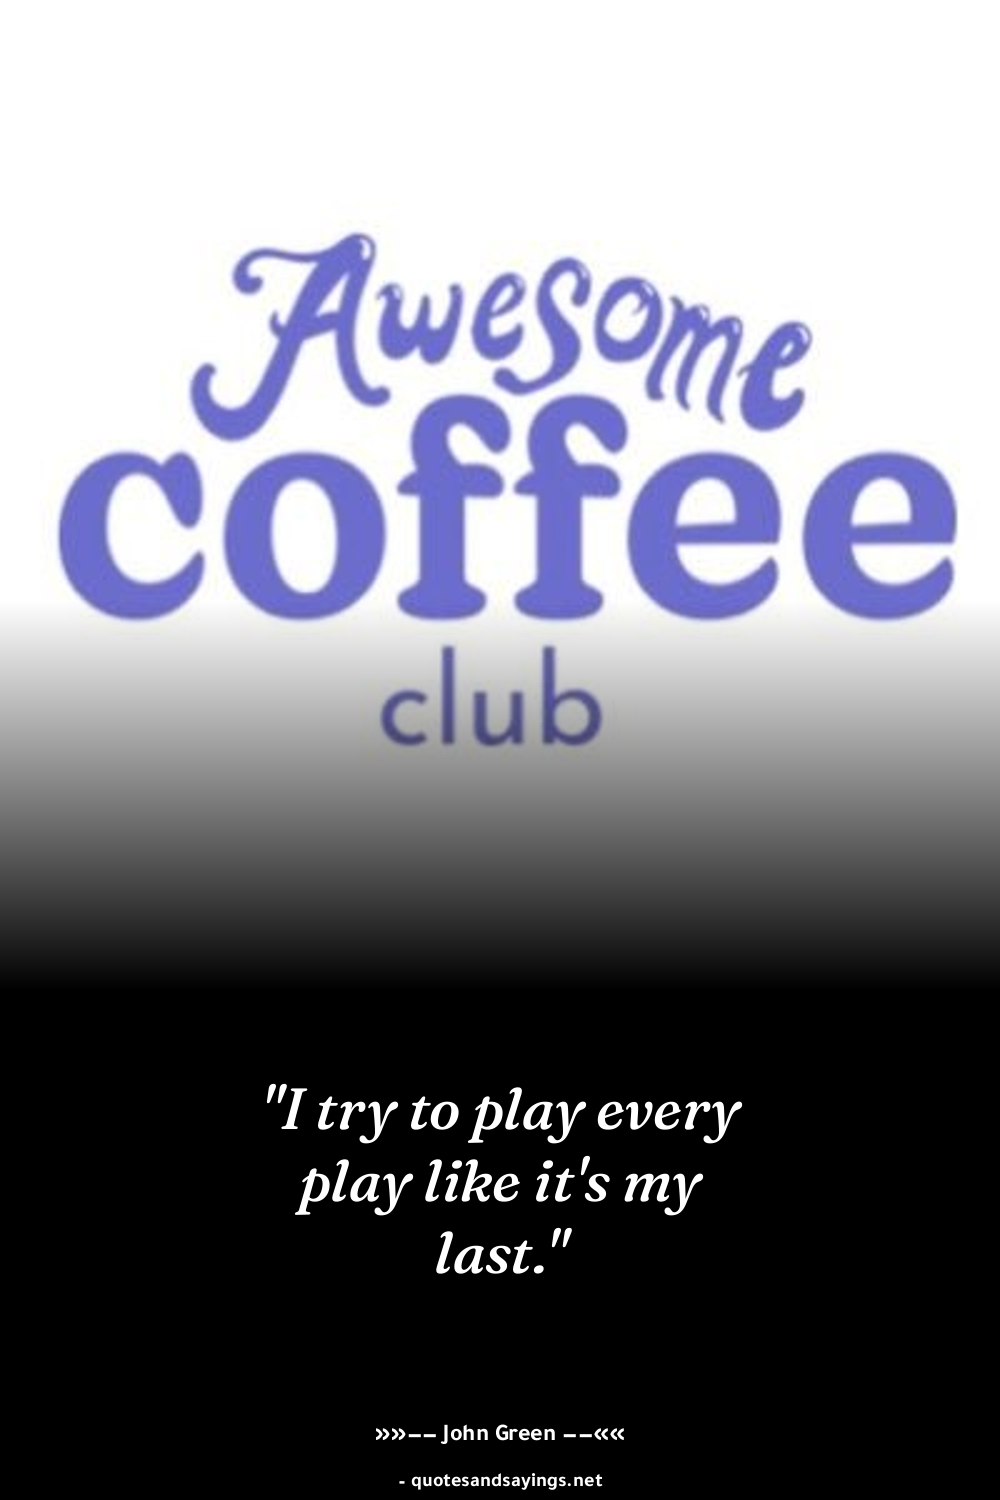 Awesome
coffee
club
"I try to play every
play like it's my
last."
»»−− John Green −−««
- quotesandsayings.net